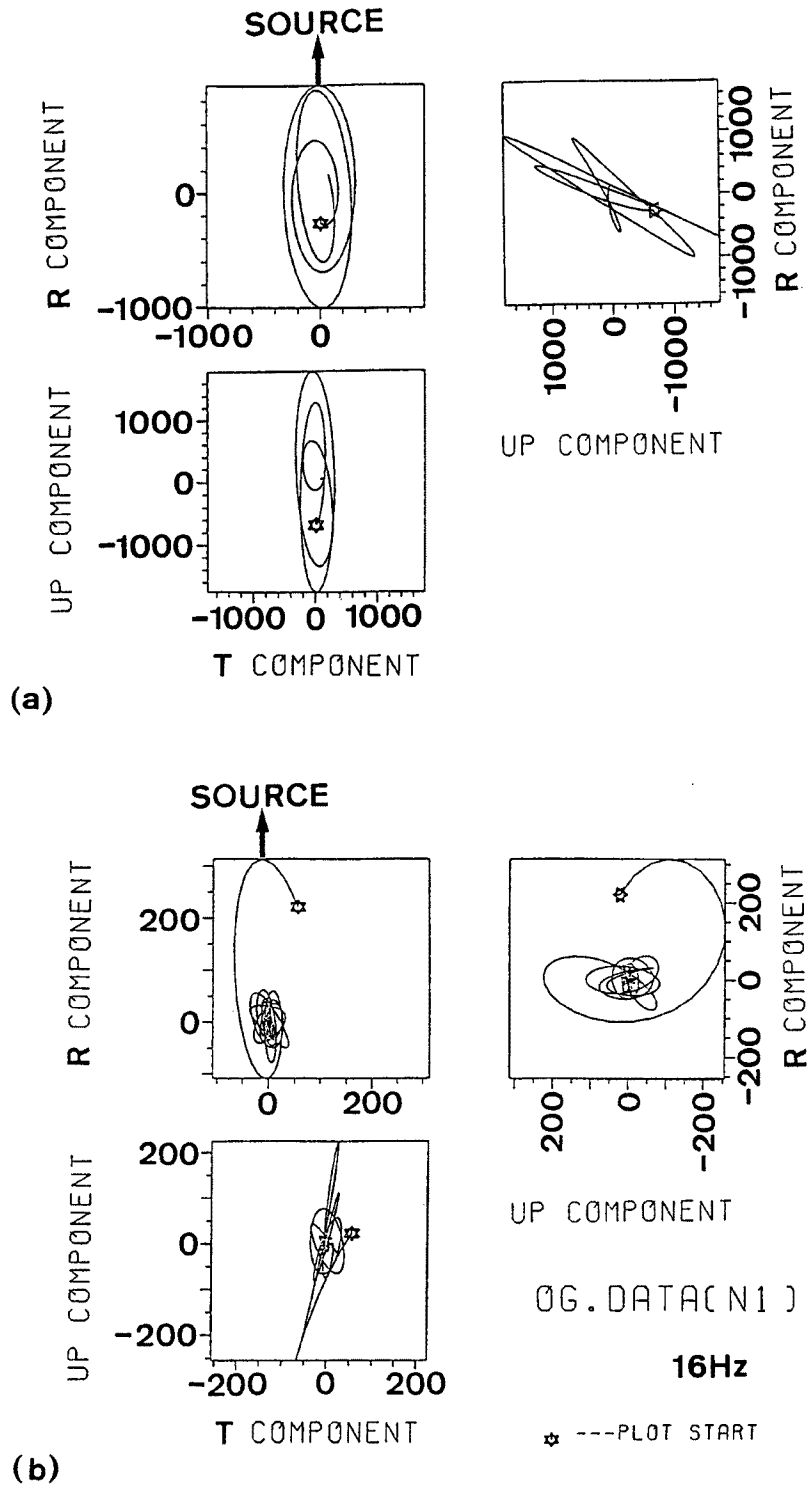 SOURCE
R COMPONENT
0
-1000
-1000
0
1000
0
-1000
R COMPONENT
1000
0
-1000
UP COMPONENT
UP COMPONENT
1000
0
-1000
-1000
0
1000
T COMPONENT
(a)
SOURCE
R COMPONENT
200
0
0
200
200
0
-200
R COMPONENT
200
0
-200
UP COMPONENT
UP COMPONENT
200
0
-200
-200
0
200
T COMPONENT
OG.DATA(N1)
16Hz
---PLOT START
(b)